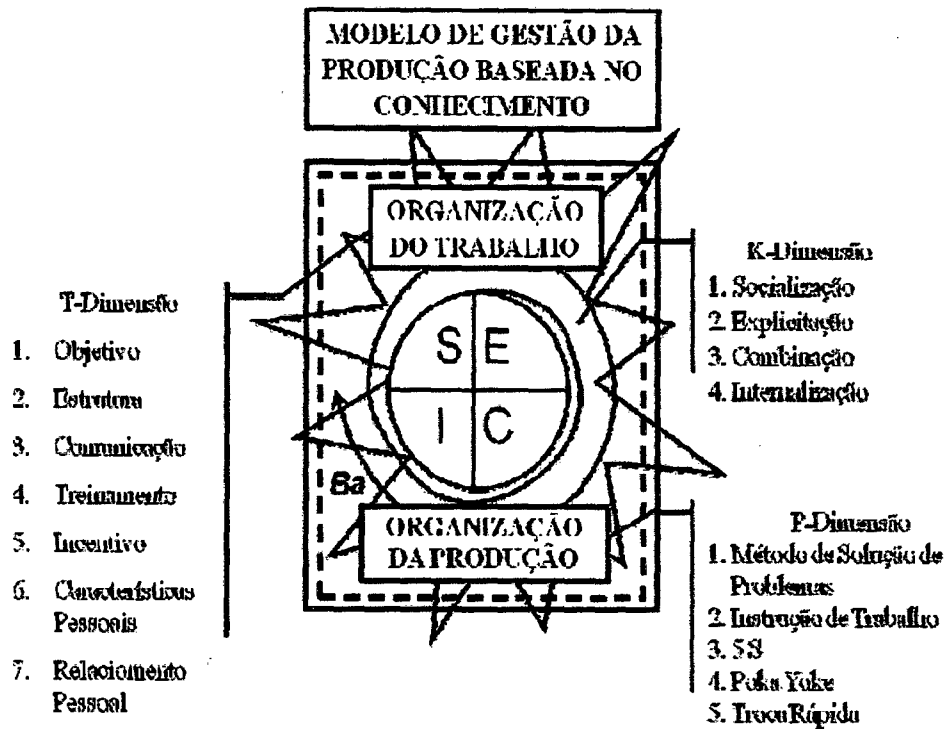 MODELO DE GESTÃO DA
PRODUÇÃO BASEADA NO
CONHECIMENTO
ORGANIZAÇÃO
DO TRABALHO
T-Dimensão
1. Objetivo
2. Estrutura
3. Comunicação
4. Treinamento
5. Incentivo
6. Características
Pessoais
7. Relaciomento
Pessoal
S E
I C
Ba
ORGANIZAÇÃO
DA PRODUÇÃO
K-Dimensão
1. Socialização
2. Explicitação
3. Combinação
4. Internalização
P-Dimensão
1. Método de Solução de
Problemas
2. Instrução de Trabalho
3. 5S
4. Poka Yoke
5. Troca Rápida